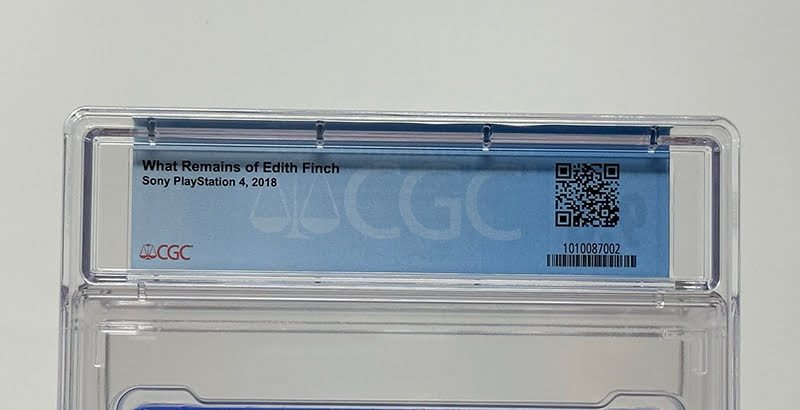 What Remains of Edith Finch
Sony PlayStation 4, 2018
CGC
CGC
1010087002